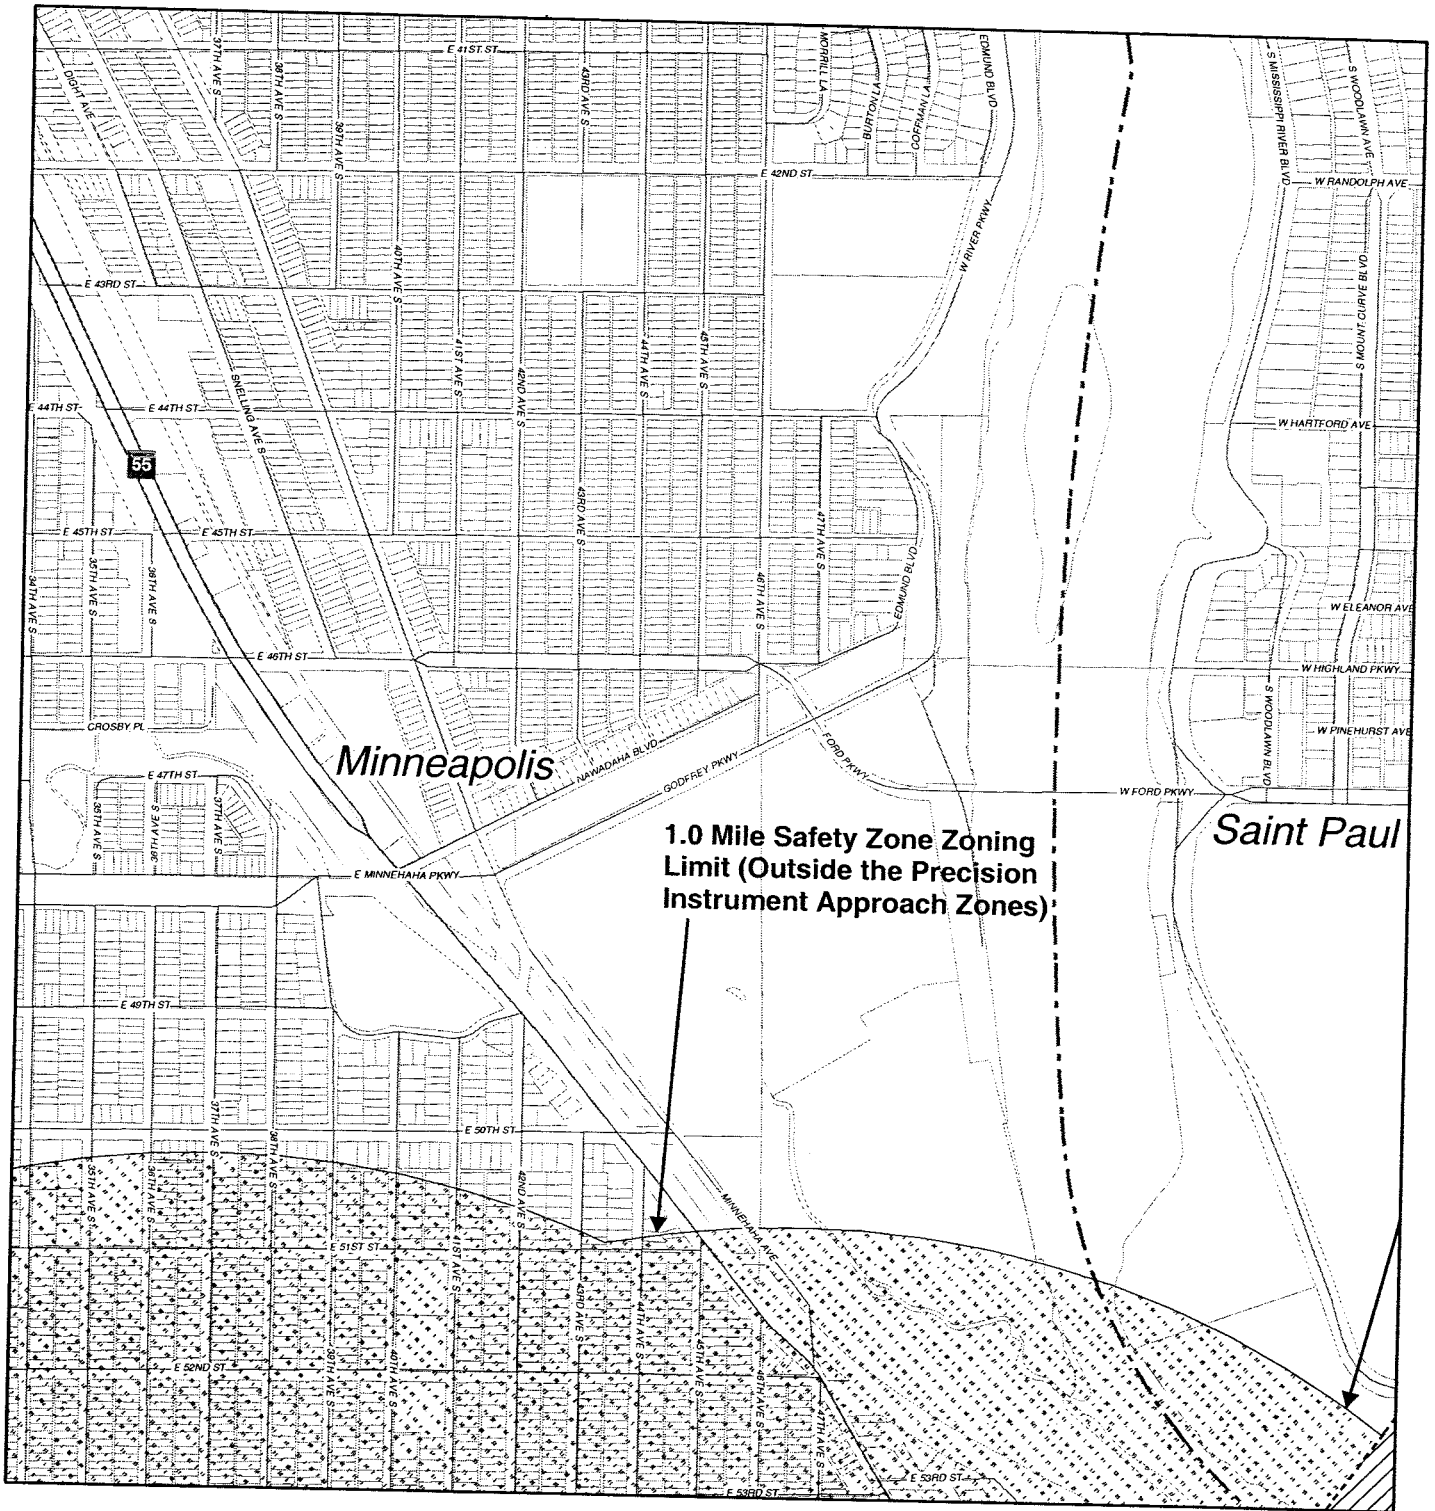 E 41ST ST
37TH AVE S
38TH AVE S
39TH AVE S
43RD AVE S
MORRILL LA
BURTON LA
COFFMAN LA
EDMUND BLVD
S MISSISSIPPI RIVER BLVD
S WOODLAWN AVE
DIGHT AVE
E 42ND ST
W RANDOLPH AVE
W RIVER PKWY
40TH AVE S
E 43RD ST
41ST AVE S
42ND AVE S
44TH AVE S
45TH AVE S
S MOUNT CURVE BLVD
SNELLING AVE S
E 44TH ST
E 44TH ST
W HARTFORD AVE
55
43RD AVE S
47TH AVE S
E 45TH ST
E 45TH ST
34TH AVE S
35TH AVE S
36TH AVE S
46TH AVE S
EDMUND BLVD
W ELEANOR AVE
E 46TH ST
W HIGHLAND PKWY
S WOODLAWN BLVD
CROSBY PL
W PINEHURST AVE
Minneapolis
NAWADAHA BLVD
GODFREY PKWY
FORD PKWY
E 47TH ST
W FORD PKWY
35TH AVE S
36TH AVE S
37TH AVE S
Saint Paul
1.0 Mile Safety Zone Zoning
Limit (Outside the Precision
Instrument Approach Zones)
E MINNEHAHA PKWY
E 49TH ST
37TH AVE S
38TH AVE S
E 50TH ST
35TH AVE S
36TH AVE S
42ND AVE S
MINNEHAHA AVE
41ST AVE S
E 51ST ST
43RD AVE S
44TH AVE S
45TH AVE S
46TH AVE S
47TH AVE S
39TH AVE S
40TH AVE S
E 52ND ST
E 53RD ST
E 53RD ST